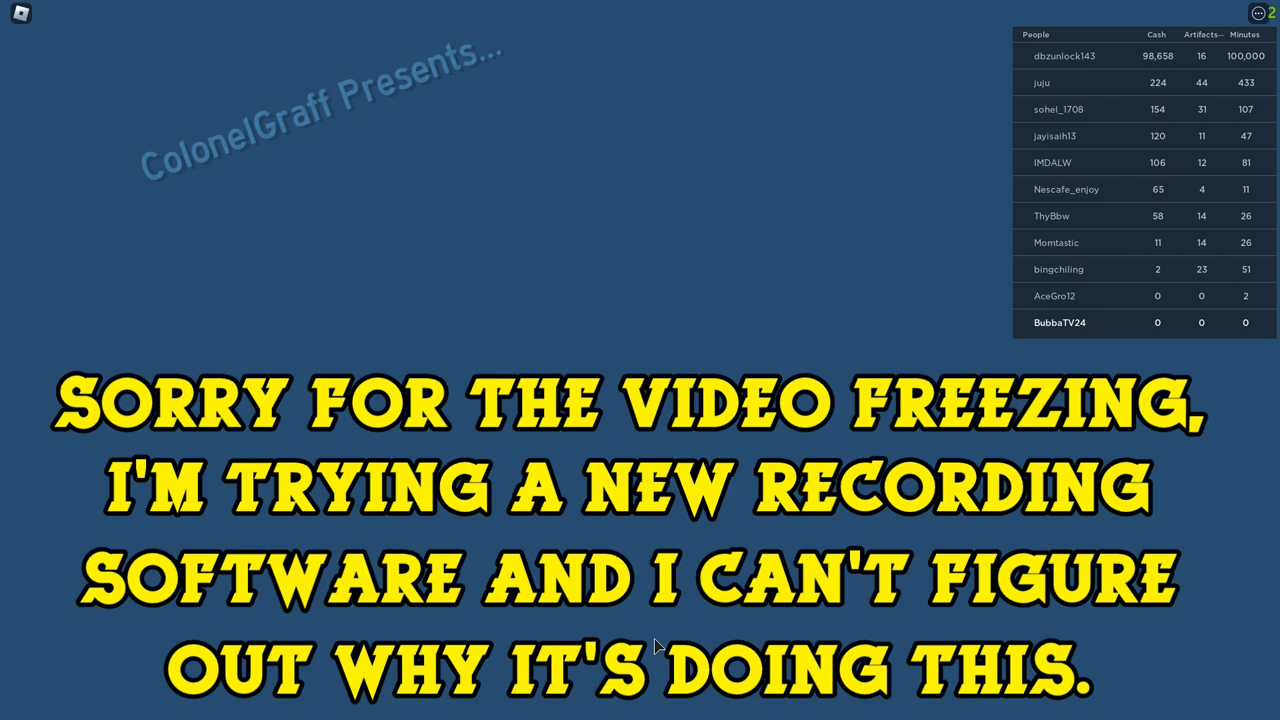 2
ColonelGraff Presents...
People Cash Artifacts Minutes
dbzunlock143 98,658 16 100,000
juju 224 44 433
sohel_1708 154 31 107
jayisaih13 120 11 47
IMDALW 106 12 81
Nescafe_enjoy 65 4 11
ThyBbw 58 14 26
Momtastic 11 14 26
bingchiling 2 23 51
AceGro12 0 0 2
BubbaTV24 0 0 0
SORRY FOR THE VIDEO FREEZING,
I'M TRYING A NEW RECORDING
SOFTWARE AND I CAN'T FIGURE
OUT WHY IT'S DOING THIS.